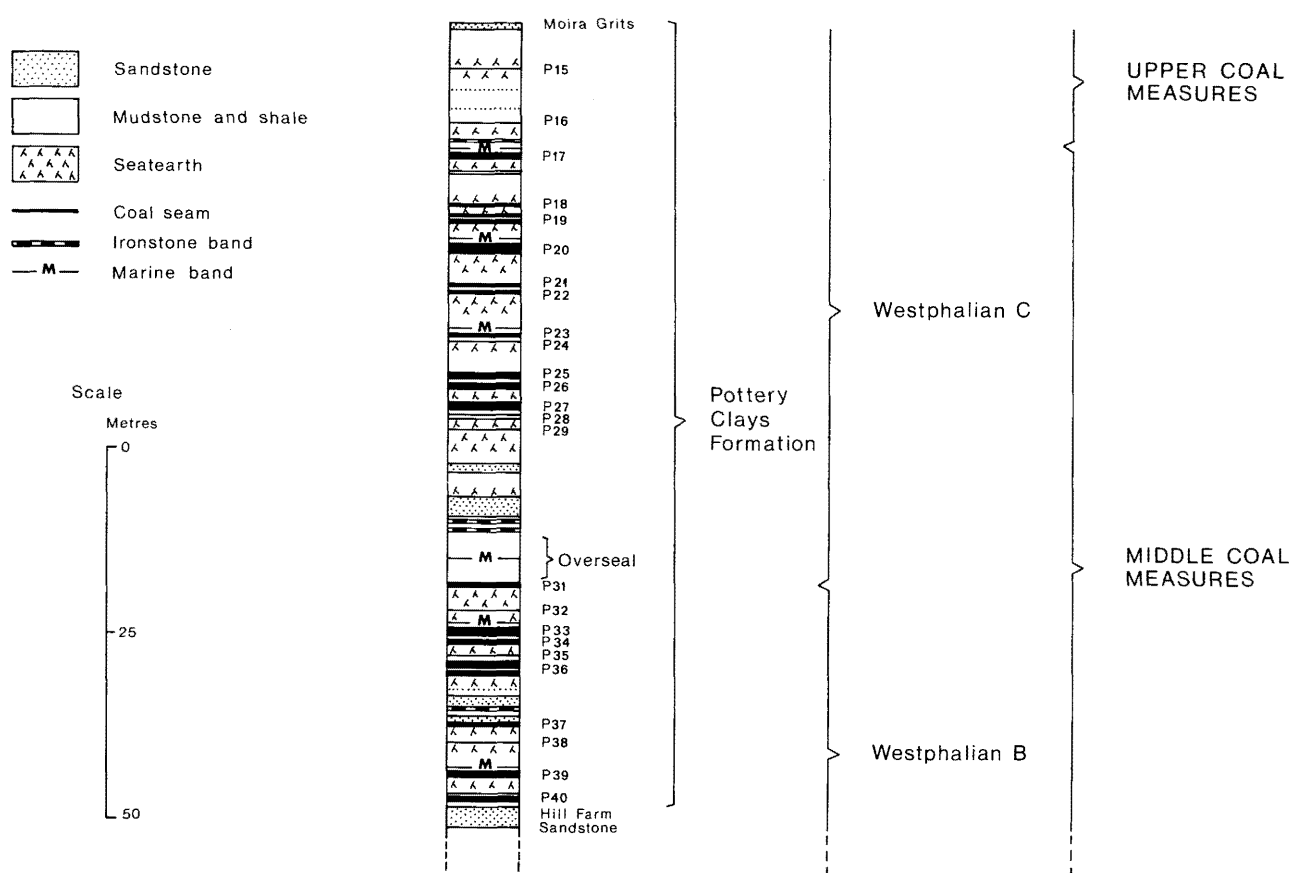 Sandstone
Mudstone and shale
Seatearth
Coal seam
Ironstone band
M
Marine band
Scale
Metres
0
25
50
Moira Grits
P15
P16
M
P17
P18
P19
M
P20
P21
P22
M
P23
P24
P25
P26
P27
P28
P29
M
Overseal
P31
P32
M
P33
P34
P35
P36
P37
P38
M
P39
P40
Hill Farm
Sandstone
Pottery
Clays
Formation
Westphalian C
Westphalian B
UPPER COAL
MEASURES
MIDDLE COAL
MEASURES